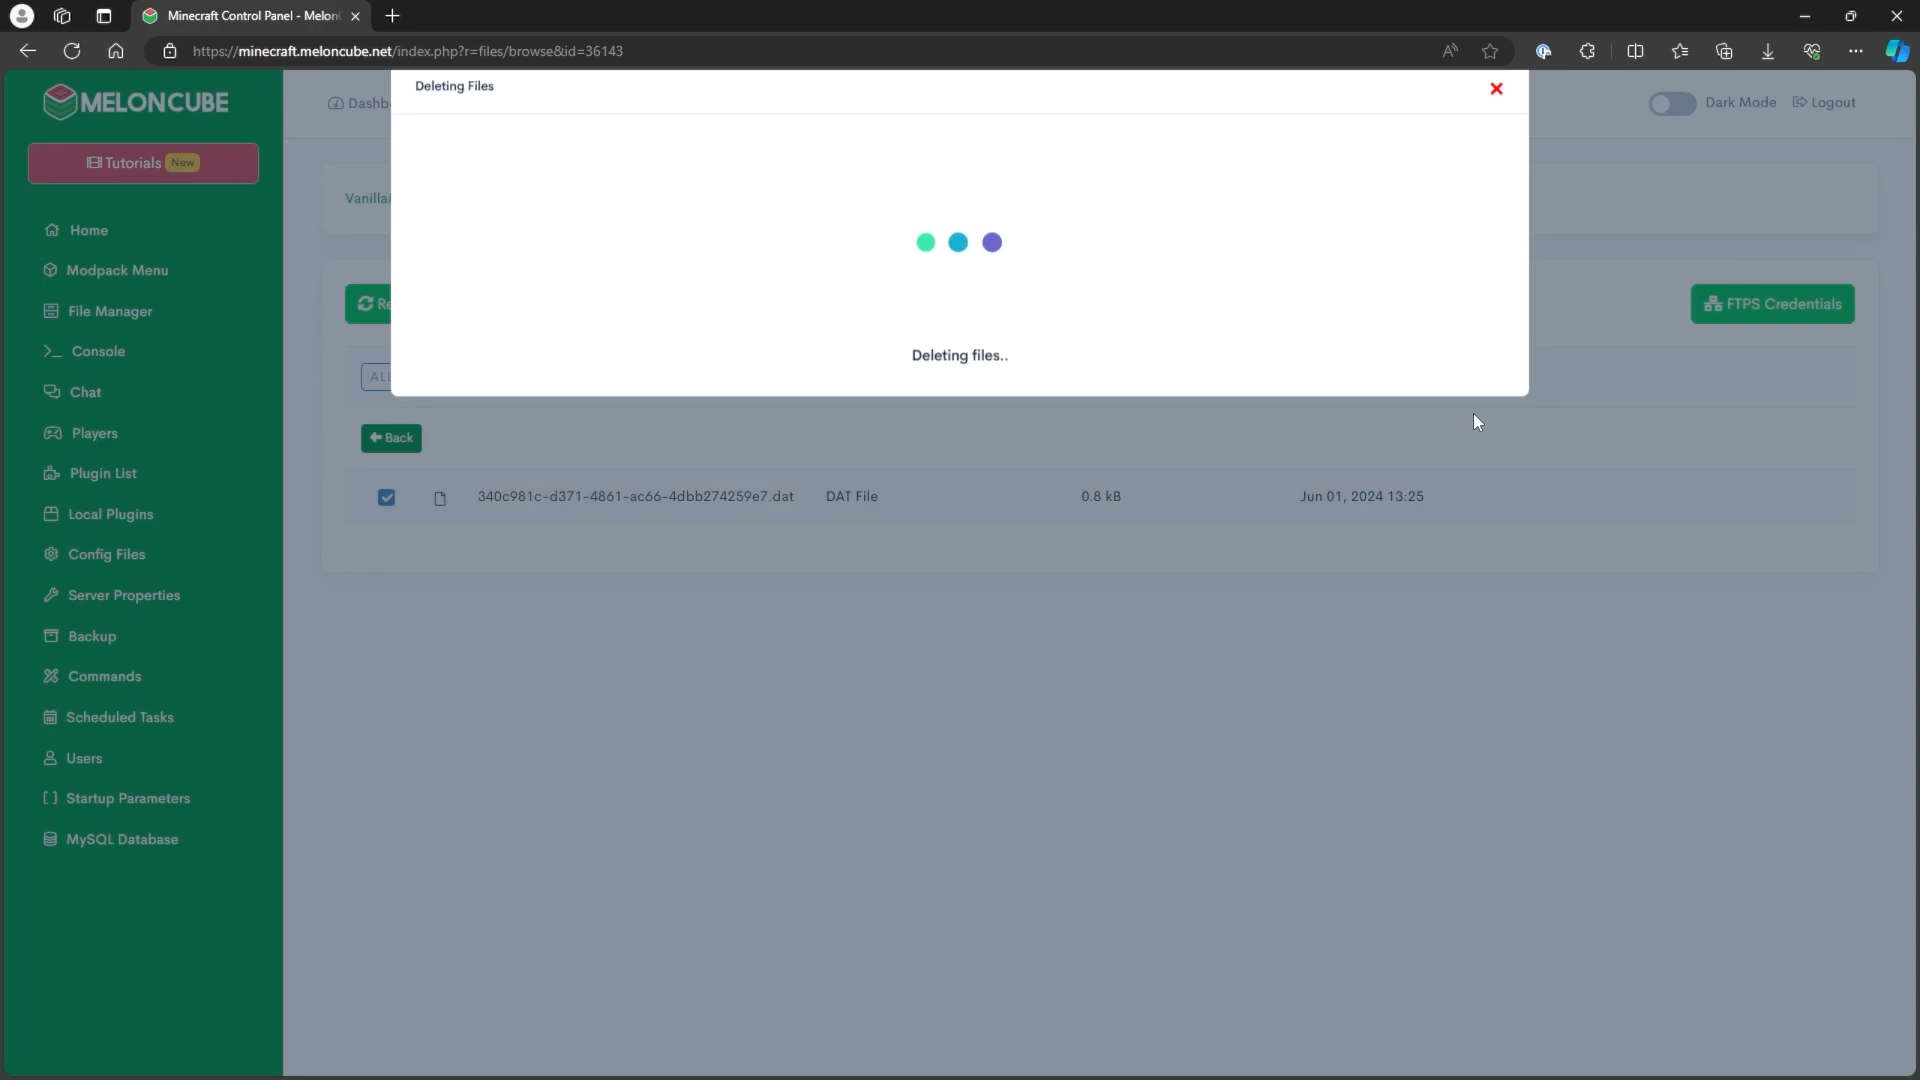 Minecraft Control Panel - Melon
https://minecraft.meloncube.net/index.php?r=files/browse&id=36143
MELONCUBE
Tutorials New
Home
Modpack Menu
File Manager
Console
Chat
Players
Plugin List
Local Plugins
Config Files
Server Properties
Backup
Commands
Scheduled Tasks
Users
Startup Parameters
MySQL Database
Dashb
Dark Mode
Logout
Deleting Files
Deleting files..
Vanilla
Re
FTPS Credentials
ALL
Back
340c981c-d371-4861-ac66-4dbb274259e7.dat DAT File 0.8 kB Jun 01, 2024 13:25